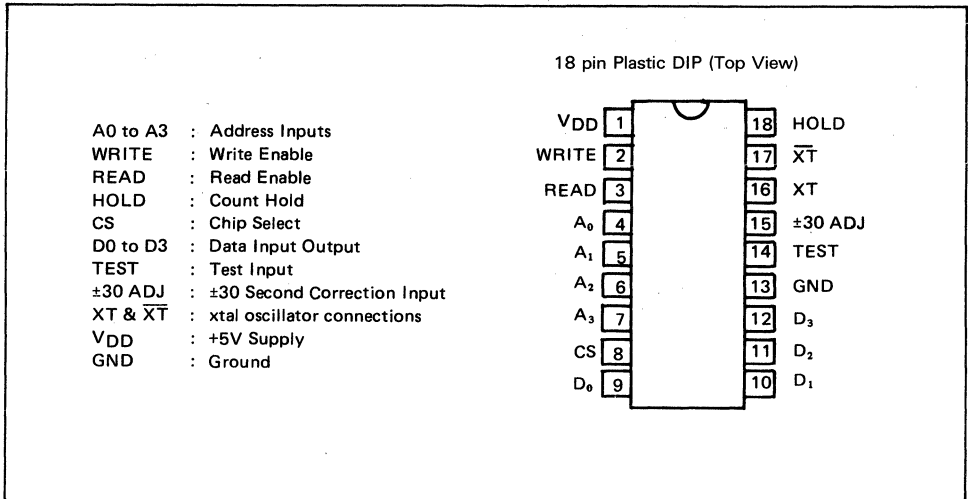 18 pin Plastic DIP (Top View)
A0 to A3 : Address Inputs
WRITE : Write Enable
READ : Read Enable
HOLD : Count Hold
CS : Chip Select
D0 to D3 : Data Input Output
TEST : Test Input
±30 ADJ : ±30 Second Correction Input
XT & X̅T̅ : xtal oscillator connections
VDD : +5V Supply
GND : Ground
VDD 1 18 HOLD
WRITE 2 17 X̅T̅
READ 3 16 XT
A₀ 4 15 ±30 ADJ
A₁ 5 14 TEST
A₂ 6 13 GND
A₃ 7 12 D₃
CS 8 11 D₂
D₀ 9 10 D₁